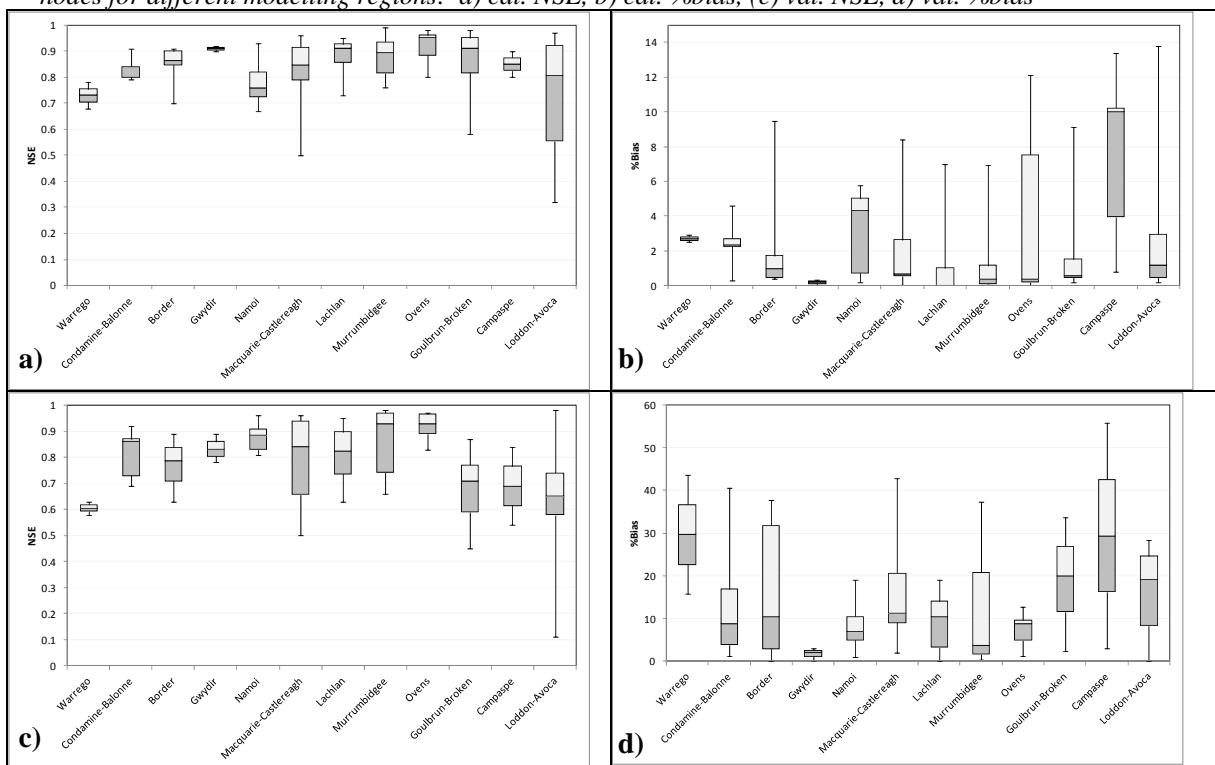 nodes for different modelling regions: a) cal. NSE, b) cal. %bias, (c) val. NSE, d) val. %bias
1
0.9
0.8
0.7
0.6
0.5
0.4
0.3
0.2
0.1
0
NSE
Warrego
Condamine-Balonne
Border
Gwydir
Namoi
Macquarie-Castlereagh
Lachlan
Murrumbidgee
Ovens
Goulbrun-Broken
Campaspe
Loddon-Avoca
a)
14
12
10
8
6
4
2
0
%Bias
Warrego
Condamine-Balonne
Border
Gwydir
Namoi
Macquarie-Castlereagh
Lachlan
Murrumbidgee
Ovens
Goulbrun-Broken
Campaspe
Loddon-Avoca
b)
1
0.9
0.8
0.7
0.6
0.5
0.4
0.3
0.2
0.1
0
NSE
Warrego
Condamine-Balonne
Border
Gwydir
Namoi
Macquarie-Castlereagh
Lachlan
Murrumbidgee
Ovens
Goulbrun-Broken
Campaspe
Loddon-Avoca
c)
60
50
40
30
20
10
0
%Bias
Warrego
Condamine-Balonne
Border
Gwydir
Namoi
Macquarie-Castlereagh
Lachlan
Murrumbidgee
Ovens
Goulbrun-Broken
Campaspe
Loddon-Avoca
d)